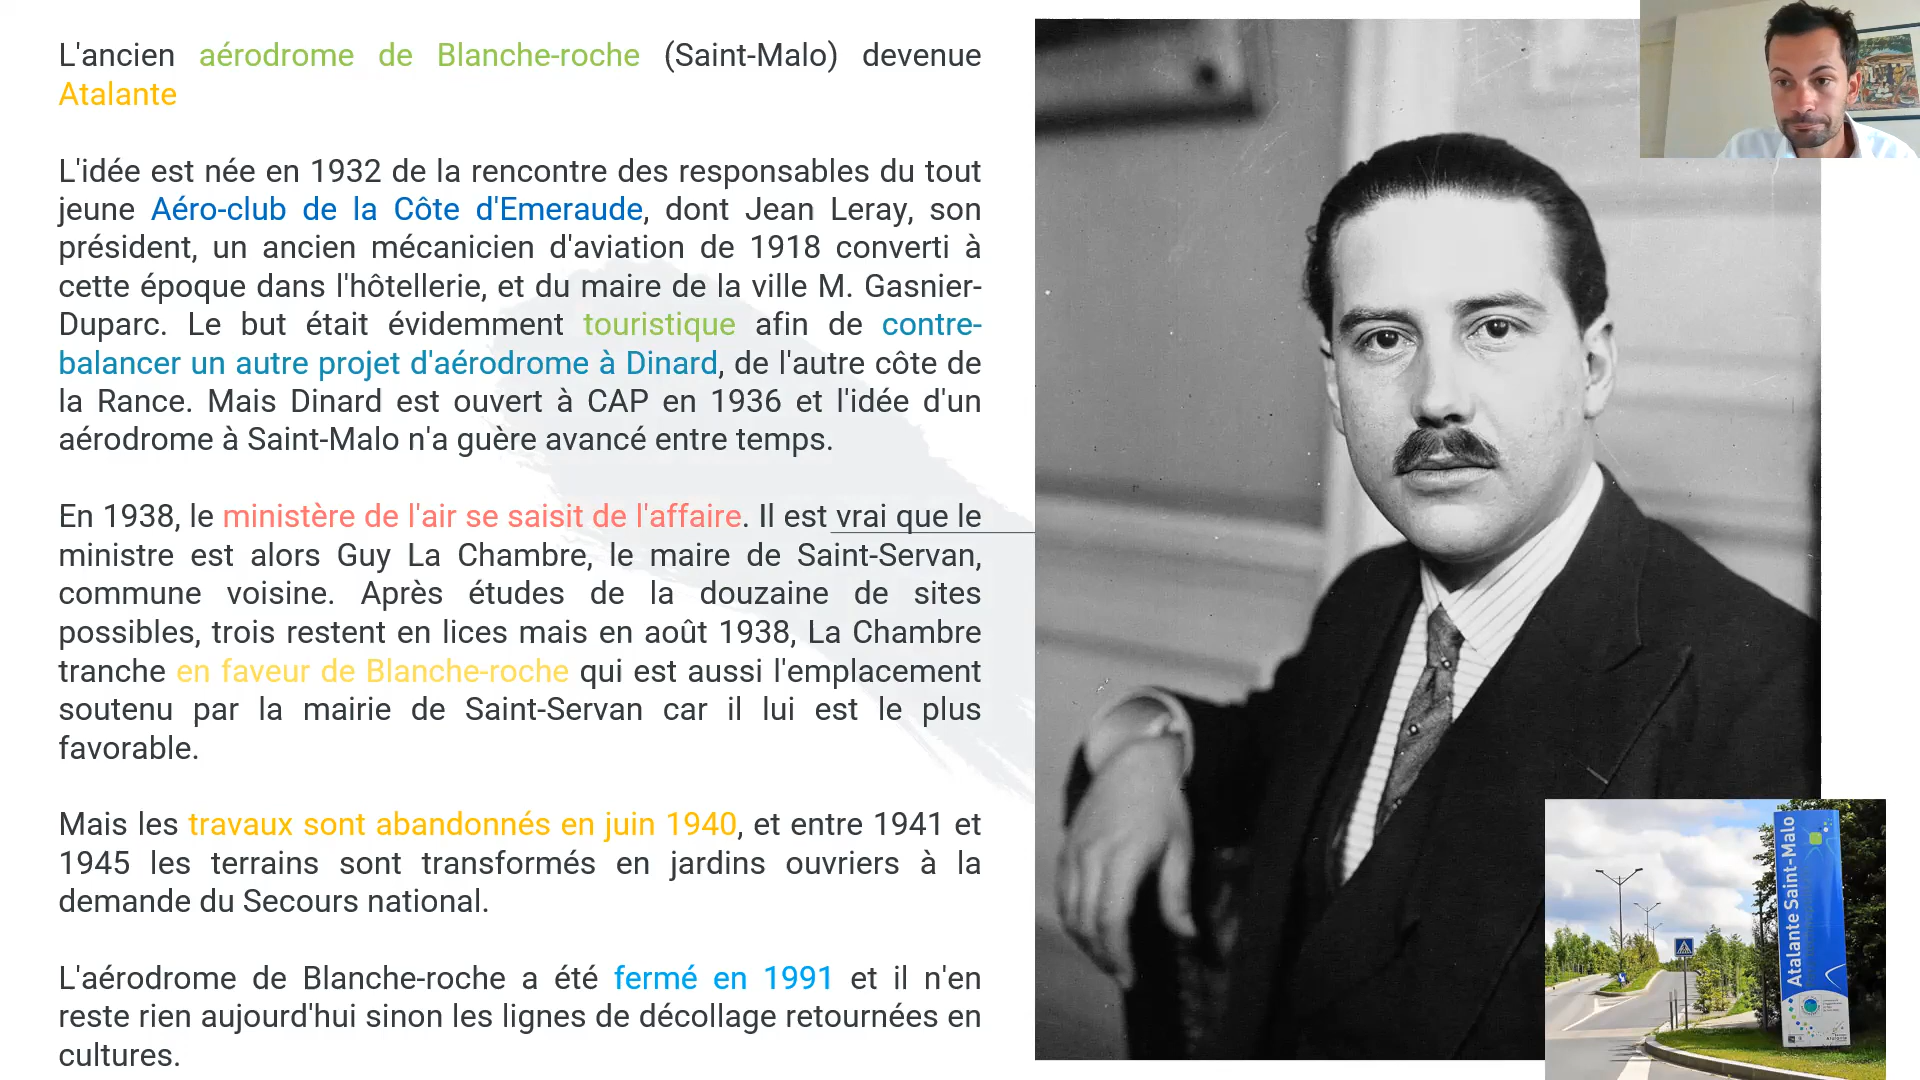 L'ancien aérodrome de Blanche-roche (Saint-Malo) devenue
Atalante
L'idée est née en 1932 de la rencontre des responsables du tout
jeune Aéro-club de la Côte d'Emeraude, dont Jean Leray, son
président, un ancien mécanicien d'aviation de 1918 converti à
cette époque dans l'hôtellerie, et du maire de la ville M. Gasnier-
Duparc. Le but était évidemment touristique afin de contre-
balancer un autre projet d'aérodrome à Dinard, de l'autre côte de
la Rance. Mais Dinard est ouvert à CAP en 1936 et l'idée d'un
aérodrome à Saint-Malo n'a guère avancé entre temps.
En 1938, le ministère de l'air se saisit de l'affaire. Il est vrai que le
ministre est alors Guy La Chambre, le maire de Saint-Servan,
commune voisine. Après études de la douzaine de sites
possibles, trois restent en lices mais en août 1938, La Chambre
tranche en faveur de Blanche-roche qui est aussi l'emplacement
soutenu par la mairie de Saint-Servan car il lui est le plus
favorable.
Mais les travaux sont abandonnés en juin 1940, et entre 1941 et
1945 les terrains sont transformés en jardins ouvriers à la
demande du Secours national.
L'aérodrome de Blanche-roche a été fermé en 1991 et il n'en
reste rien aujourd'hui sinon les lignes de décollage retournées en
cultures.
Atalante Saint-Malo